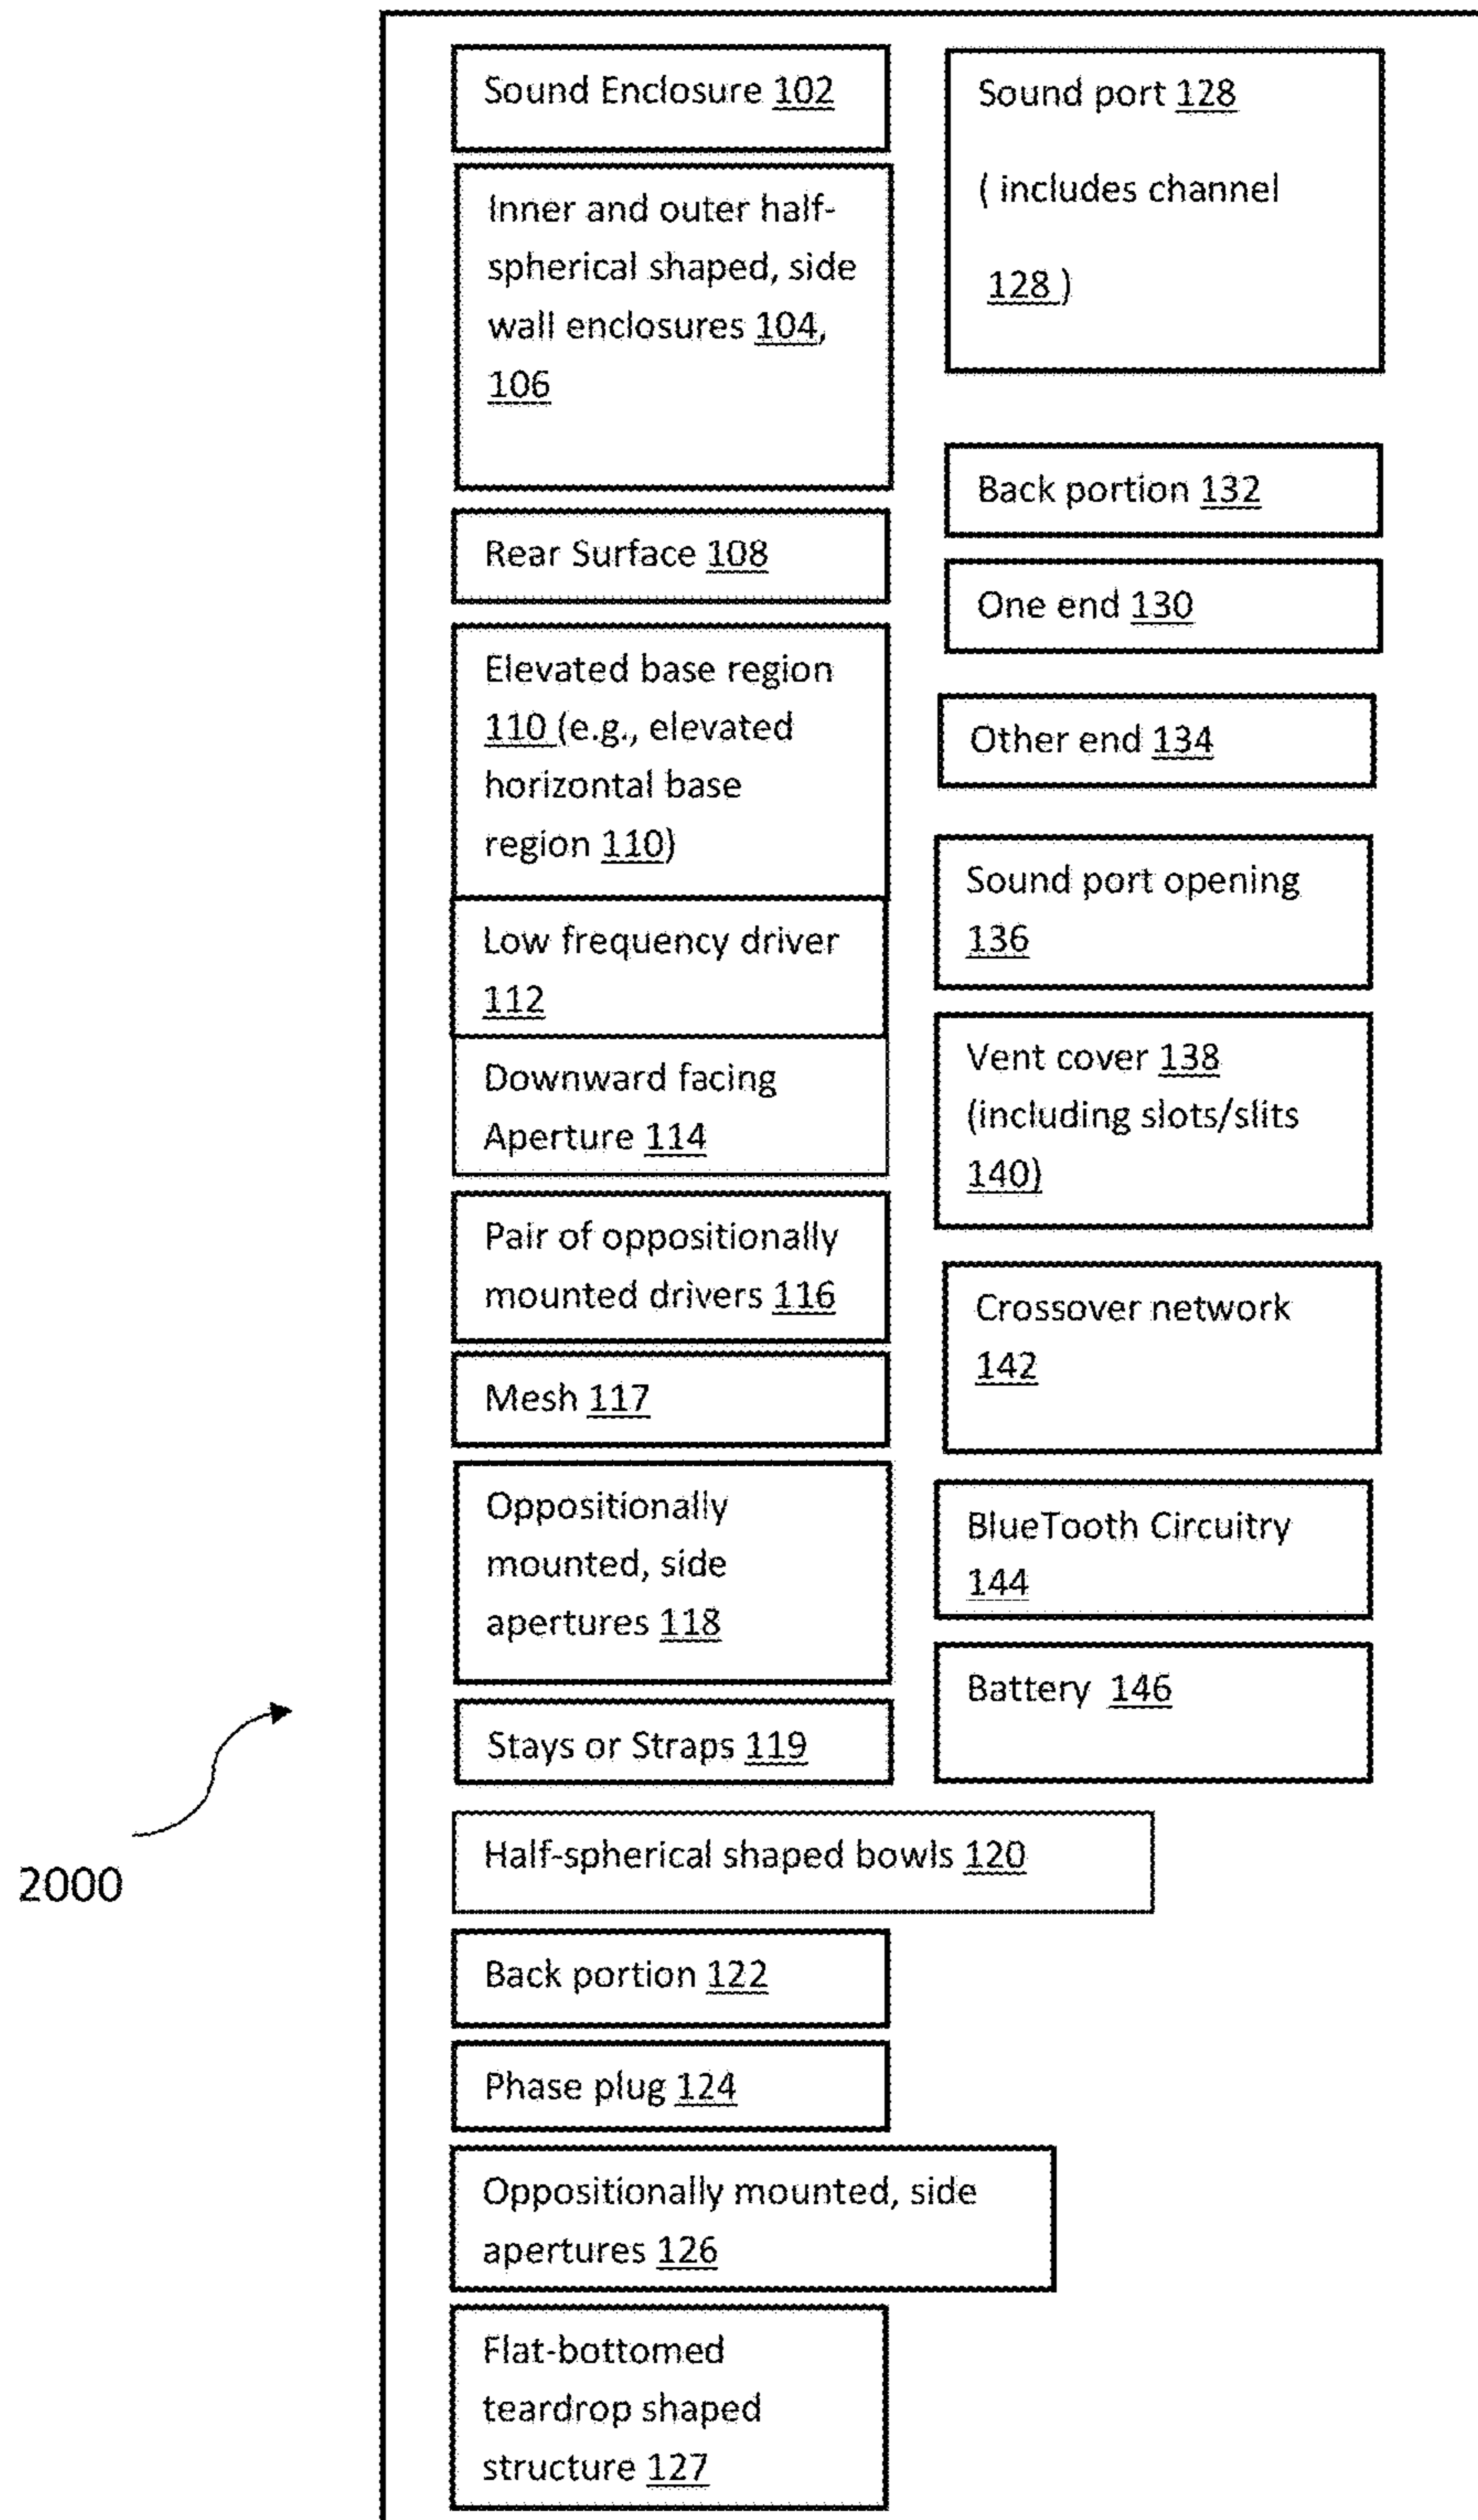 Sound Enclosure 102
Inner and outer half-
spherical shaped, side
wall enclosures 104,
106
Rear Surface 108
Elevated base region
110 (e.g., elevated
horizontal base
region 110)
Low frequency driver
112
Downward facing
Aperture 114
Pair of oppositionally
mounted drivers 116
Mesh 117
Oppositionally
mounted, side
apertures 118
Stays or Straps 119
Half-spherical shaped bowls 120
Back portion 122
Phase plug 124
Oppositionally mounted, side
apertures 126
Flat-bottomed
teardrop shaped
structure 127
Sound port 128
( includes channel
128 )
Back portion 132
One end 130
Other end 134
Sound port opening
136
Vent cover 138
(including slots/slits
140)
Crossover network
142
BlueTooth Circuitry
144
Battery 146
2000